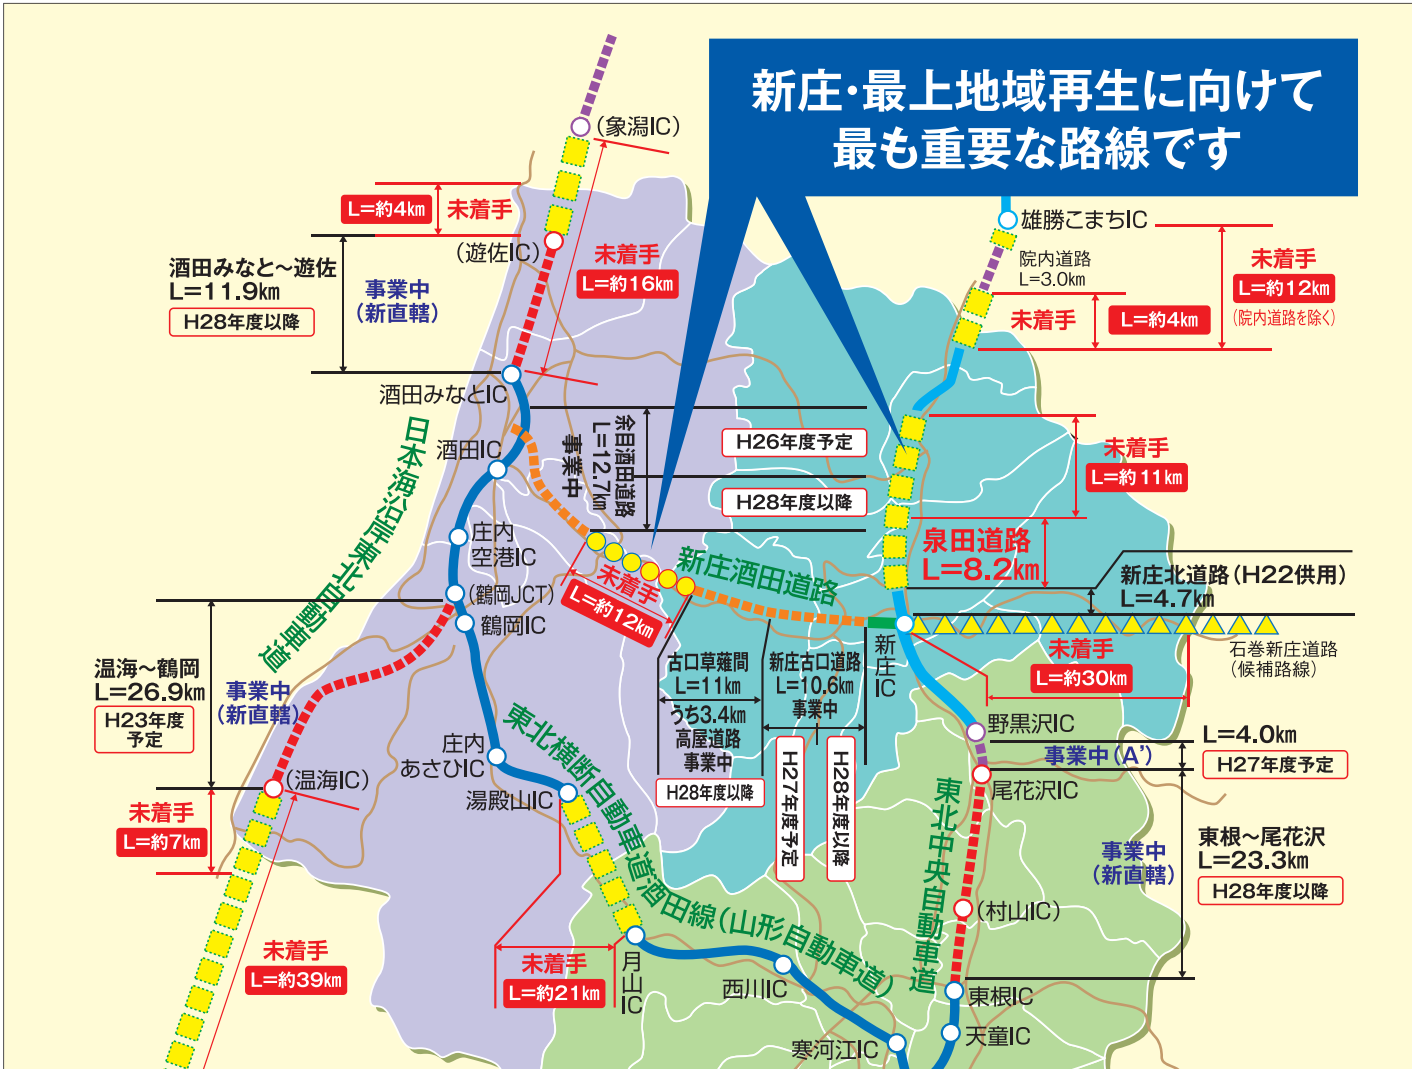 新庄・最上地域再生に向けて
最も重要な路線です
(象潟IC)
L=約4km
未着手
(遊佐IC)
未着手
L=約16km
酒田みなと~遊佐
L=11.9km
H28年度以降
事業中
(新直轄)
酒田みなとIC
雄勝こまちIC
院内道路
L=3.0km
未着手
L=約12km
(院内道路を除く)
未着手
L=約4km
日本海沿岸東北自動車道
酒田IC
余目酒田道路
L=12.7km
事業中
H26年度予定
H28年度以降
未着手
L=約11km
庄内
空港IC
新庄酒田道路
未着手
L=約12km
泉田道路
L=8.2km
新庄北道路(H22供用)
L=4.7km
(鶴岡JCT)
鶴岡IC
新庄IC
石巻新庄道路
(候補路線)
未着手
L=約30km
温海~鶴岡
L=26.9km
H23年度
予定
事業中
(新直轄)
古口草薙間
L=11km
うち3.4km
高屋道路
事業中
H28年度以降
新庄古口道路
L=10.6km
事業中
H27年度予定
H28年度以降
野黒沢IC
L=4.0km
事業中(A')
H27年度予定
庄内
あさひIC
(温海IC)
湯殿山IC
尾花沢IC
東北横断自動車道酒田線(山形自動車道)
東北中央自動車道
未着手
L=約7km
東根~尾花沢
L=23.3km
H28年度以降
事業中
(新直轄)
(村山IC)
未着手
L=約39km
未着手
L=約21km
月山IC
西川IC
東根IC
天童IC
寒河江IC